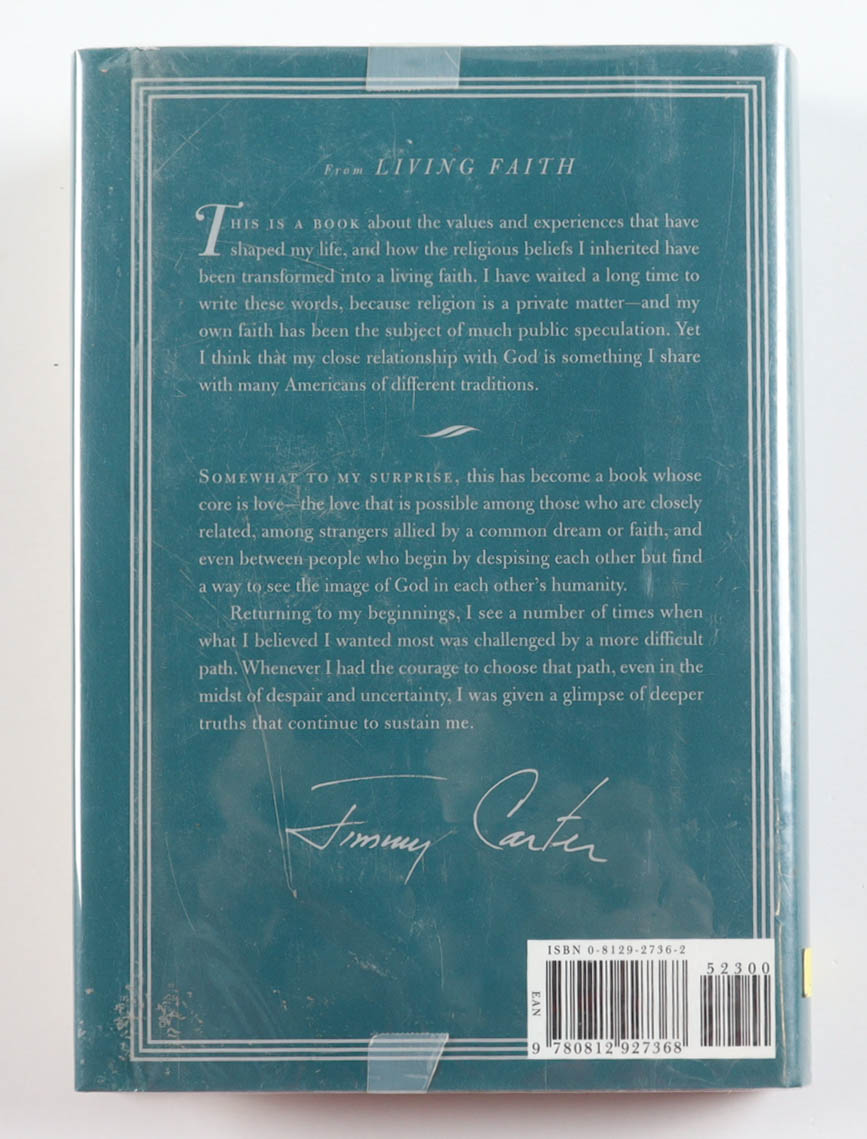 From LIVING FAITH
THIS IS A BOOK about the values and experiences that have
shaped my life, and how the religious beliefs I inherited have
been transformed into a living faith. I have waited a long time to
write these words, because religion is a private matter—and my
own faith has been the subject of much public speculation. Yet
I think that my close relationship with God is something I share
with many Americans of different traditions.
SOMEWHAT TO MY SURPRISE, this has become a book whose
core is love—the love that is possible among those who are closely
related, among strangers allied by a common dream or faith, and
even between people who begin by despising each other but find
a way to see the image of God in each other's humanity.
Returning to my beginnings, I see a number of times when
what I believed I wanted most was challenged by a more difficult
path. Whenever I had the courage to choose that path, even in the
midst of despair and uncertainty, I was given a glimpse of deeper
truths that continue to sustain me.
Jimmy Carter
ISBN 0-8129-2736-2
52300
EAN
9 780812 927368